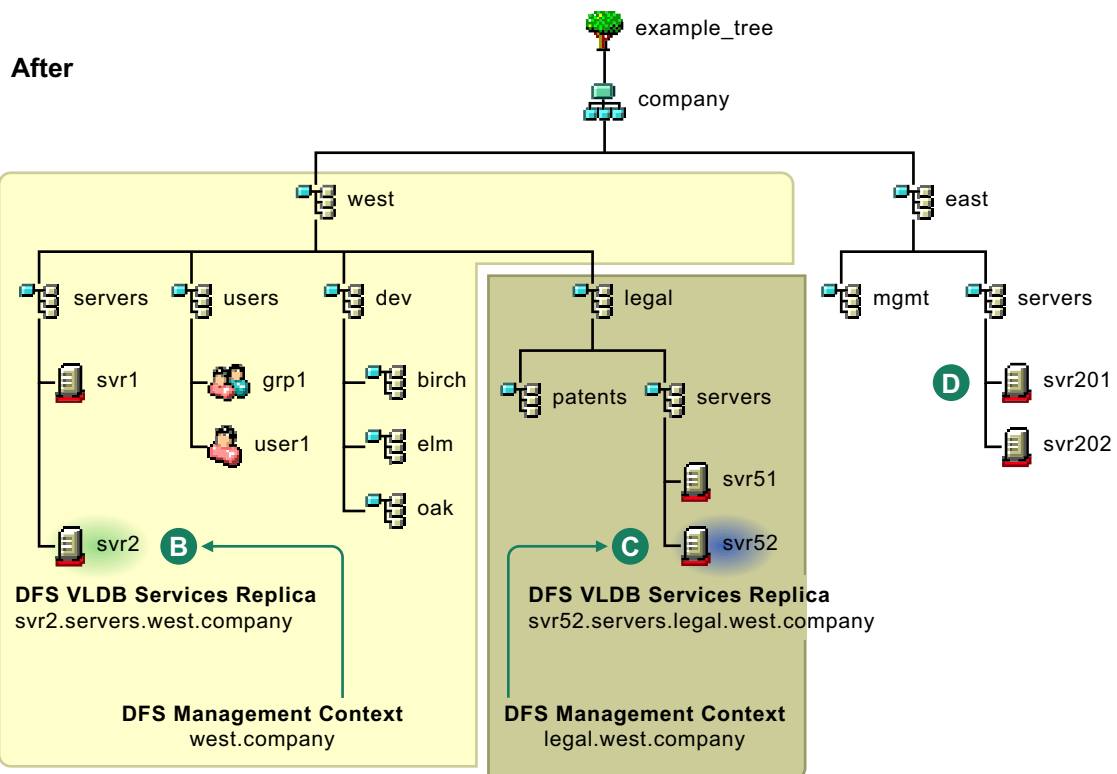 After
example_tree
company
west
east
servers
users
dev
legal
mgmt
servers
svr1
grp1
birch
patents
servers
D
svr201
user1
elm
svr202
svr51
oak
svr2
B
C
svr52
DFS VLDB Services Replica
svr2.servers.west.company
DFS VLDB Services Replica
svr52.servers.legal.west.company
DFS Management Context
west.company
DFS Management Context
legal.west.company